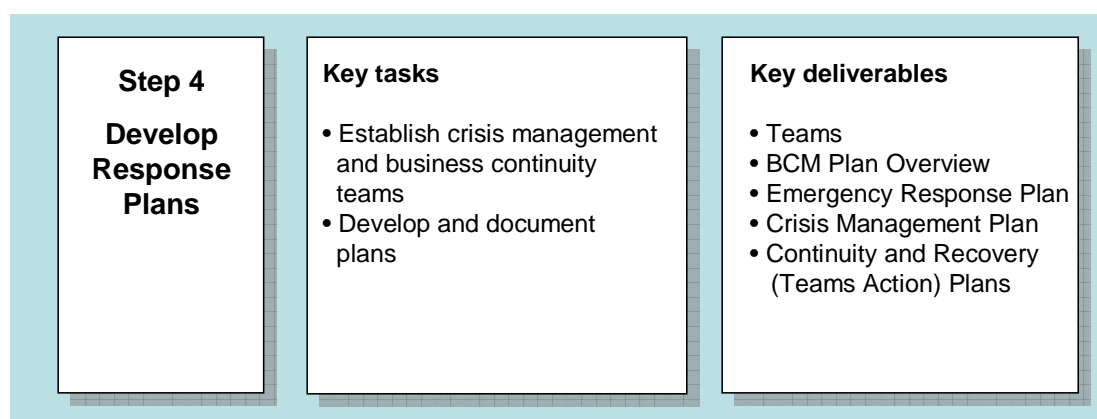 Step 4
Develop
Response
Plans
Key tasks
• Establish crisis management
and business continuity
teams
• Develop and document
plans
Key deliverables
• Teams
• BCM Plan Overview
• Emergency Response Plan
• Crisis Management Plan
• Continuity and Recovery
(Teams Action) Plans